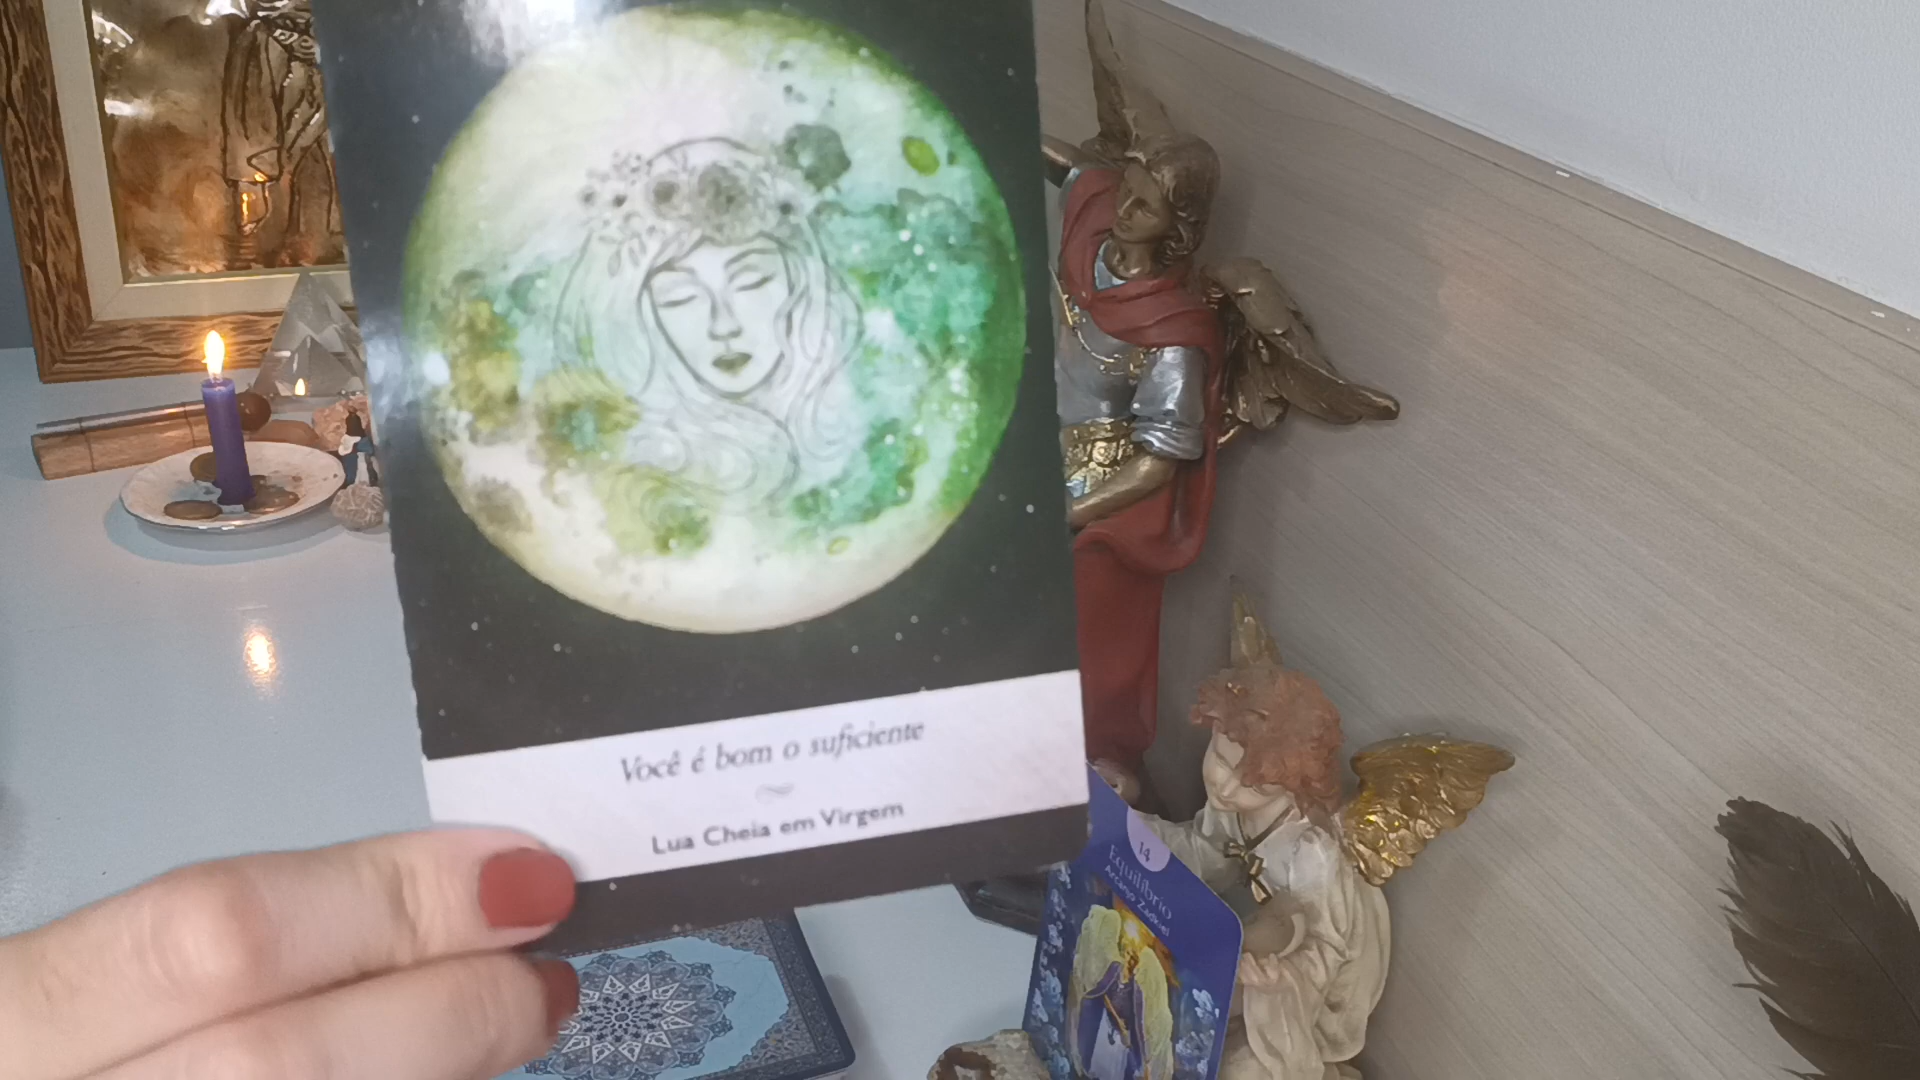 Você é bom o suficiente
Lua Cheia em Virgem
14
Equilíbrio
Arcanjo Zadkiel